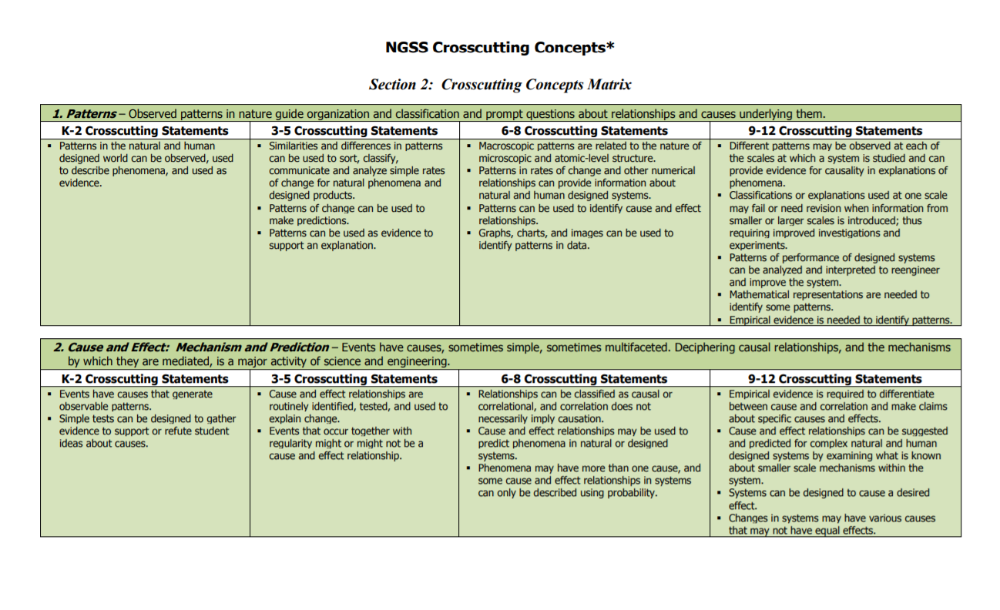 NGSS Crosscutting Concepts*
Section 2: Crosscutting Concepts Matrix
1. Patterns – Observed patterns in nature guide organization and classification and prompt questions about relationships and causes underlying them.
K-2 Crosscutting Statements
▪ Patterns in the natural and human
designed world can be observed, used
to describe phenomena, and used as
evidence.
3-5 Crosscutting Statements
▪ Similarities and differences in patterns
can be used to sort, classify,
communicate and analyze simple rates
of change for natural phenomena and
designed products.
▪ Patterns of change can be used to
make predictions.
▪ Patterns can be used as evidence to
support an explanation.
6-8 Crosscutting Statements
▪ Macroscopic patterns are related to the nature of
microscopic and atomic-level structure.
▪ Patterns in rates of change and other numerical
relationships can provide information about
natural and human designed systems.
▪ Patterns can be used to identify cause and effect
relationships.
▪ Graphs, charts, and images can be used to
identify patterns in data.
9-12 Crosscutting Statements
▪ Different patterns may be observed at each of
the scales at which a system is studied and can
provide evidence for causality in explanations of
phenomena.
▪ Classifications or explanations used at one scale
may fail or need revision when information from
smaller or larger scales is introduced; thus
requiring improved investigations and
experiments.
▪ Patterns of performance of designed systems
can be analyzed and interpreted to reengineer
and improve the system.
▪ Mathematical representations are needed to
identify some patterns.
▪ Empirical evidence is needed to identify patterns.
2. Cause and Effect: Mechanism and Prediction – Events have causes, sometimes simple, sometimes multifaceted. Deciphering causal relationships, and the mechanisms
by which they are mediated, is a major activity of science and engineering.
K-2 Crosscutting Statements
▪ Events have causes that generate
observable patterns.
▪ Simple tests can be designed to gather
evidence to support or refute student
ideas about causes.
3-5 Crosscutting Statements
▪ Cause and effect relationships are
routinely identified, tested, and used to
explain change.
▪ Events that occur together with
regularity might or might not be a
cause and effect relationship.
6-8 Crosscutting Statements
▪ Relationships can be classified as causal or
correlational, and correlation does not
necessarily imply causation.
▪ Cause and effect relationships may be used to
predict phenomena in natural or designed
systems.
▪ Phenomena may have more than one cause, and
some cause and effect relationships in systems
can only be described using probability.
9-12 Crosscutting Statements
▪ Empirical evidence is required to differentiate
between cause and correlation and make claims
about specific causes and effects.
▪ Cause and effect relationships can be suggested
and predicted for complex natural and human
designed systems by examining what is known
about smaller scale mechanisms within the
system.
▪ Systems can be designed to cause a desired
effect.
▪ Changes in systems may have various causes
that may not have equal effects.